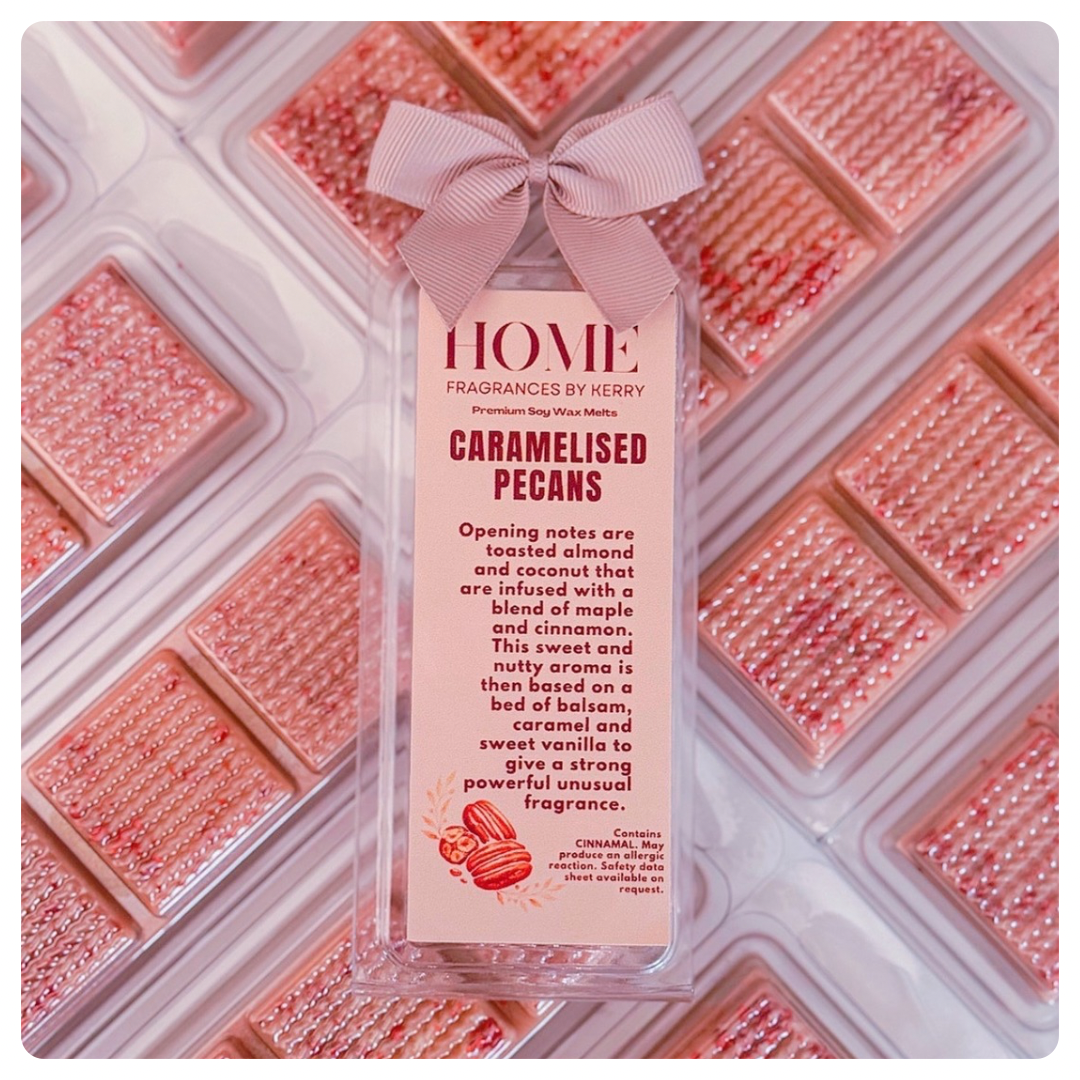 HOME
FRAGRANCES BY KERRY
Premium Soy Wax Melts
CARAMELISED
PECANS
Opening notes are
toasted almond
and coconut that
are infused with a
blend of maple
and cinnamon.
This sweet and
nutty aroma is
then based on a
bed of balsam,
caramel and
sweet vanilla to
give a strong
powerful unusual
fragrance.
Contains
CINNAMAL. May
produce an allergic
reaction. Safety data
sheet available on
request.